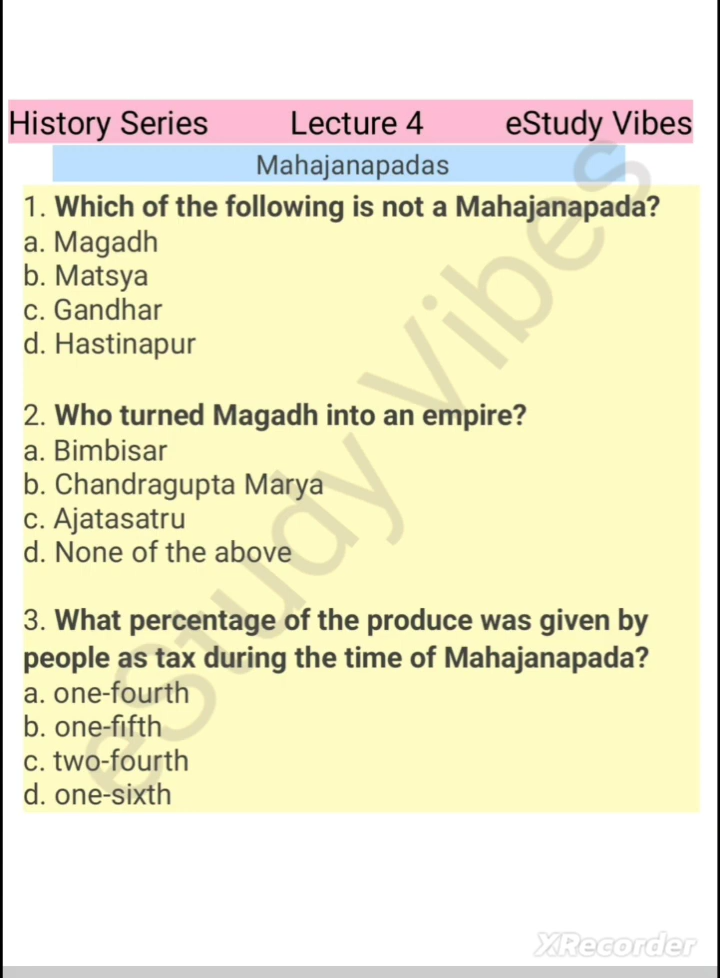 History Series Lecture 4 eStudy Vibes
Mahajanapadas
1. Which of the following is not a Mahajanapada?
a. Magadh
b. Matsya
c. Gandhar
d. Hastinapur
2. Who turned Magadh into an empire?
a. Bimbisar
b. Chandragupta Marya
c. Ajatasatru
d. None of the above
3. What percentage of the produce was given by
people as tax during the time of Mahajanapada?
a. one-fourth
b. one-fifth
c. two-fourth
d. one-sixth
eStudy Vibes
XRecorder